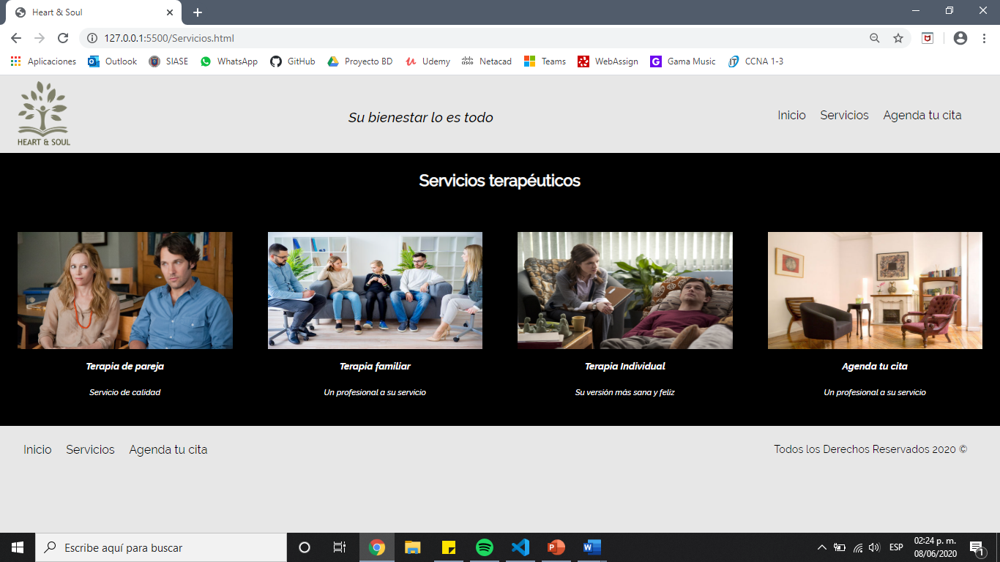 Heart & Soul
127.0.0.1:5500/Servicios.html
Aplicaciones Outlook SIASE WhatsApp GitHub Proyecto BD Udemy Netacad Teams WebAssign Gama Music CCNA 1-3
HEART & SOUL
Su bienestar lo es todo
Inicio Servicios Agenda tu cita
Servicios terapéuticos
Terapia de pareja
Servicio de calidad
Terapia familiar
Un profesional a su servicio
Terapia Individual
Su versión más sana y feliz
Agenda tu cita
Un profesional a su servicio
Inicio Servicios Agenda tu cita
Todos los Derechos Reservados 2020 ©
Escribe aquí para buscar
ESP
02:24 p. m.
08/06/2020
1